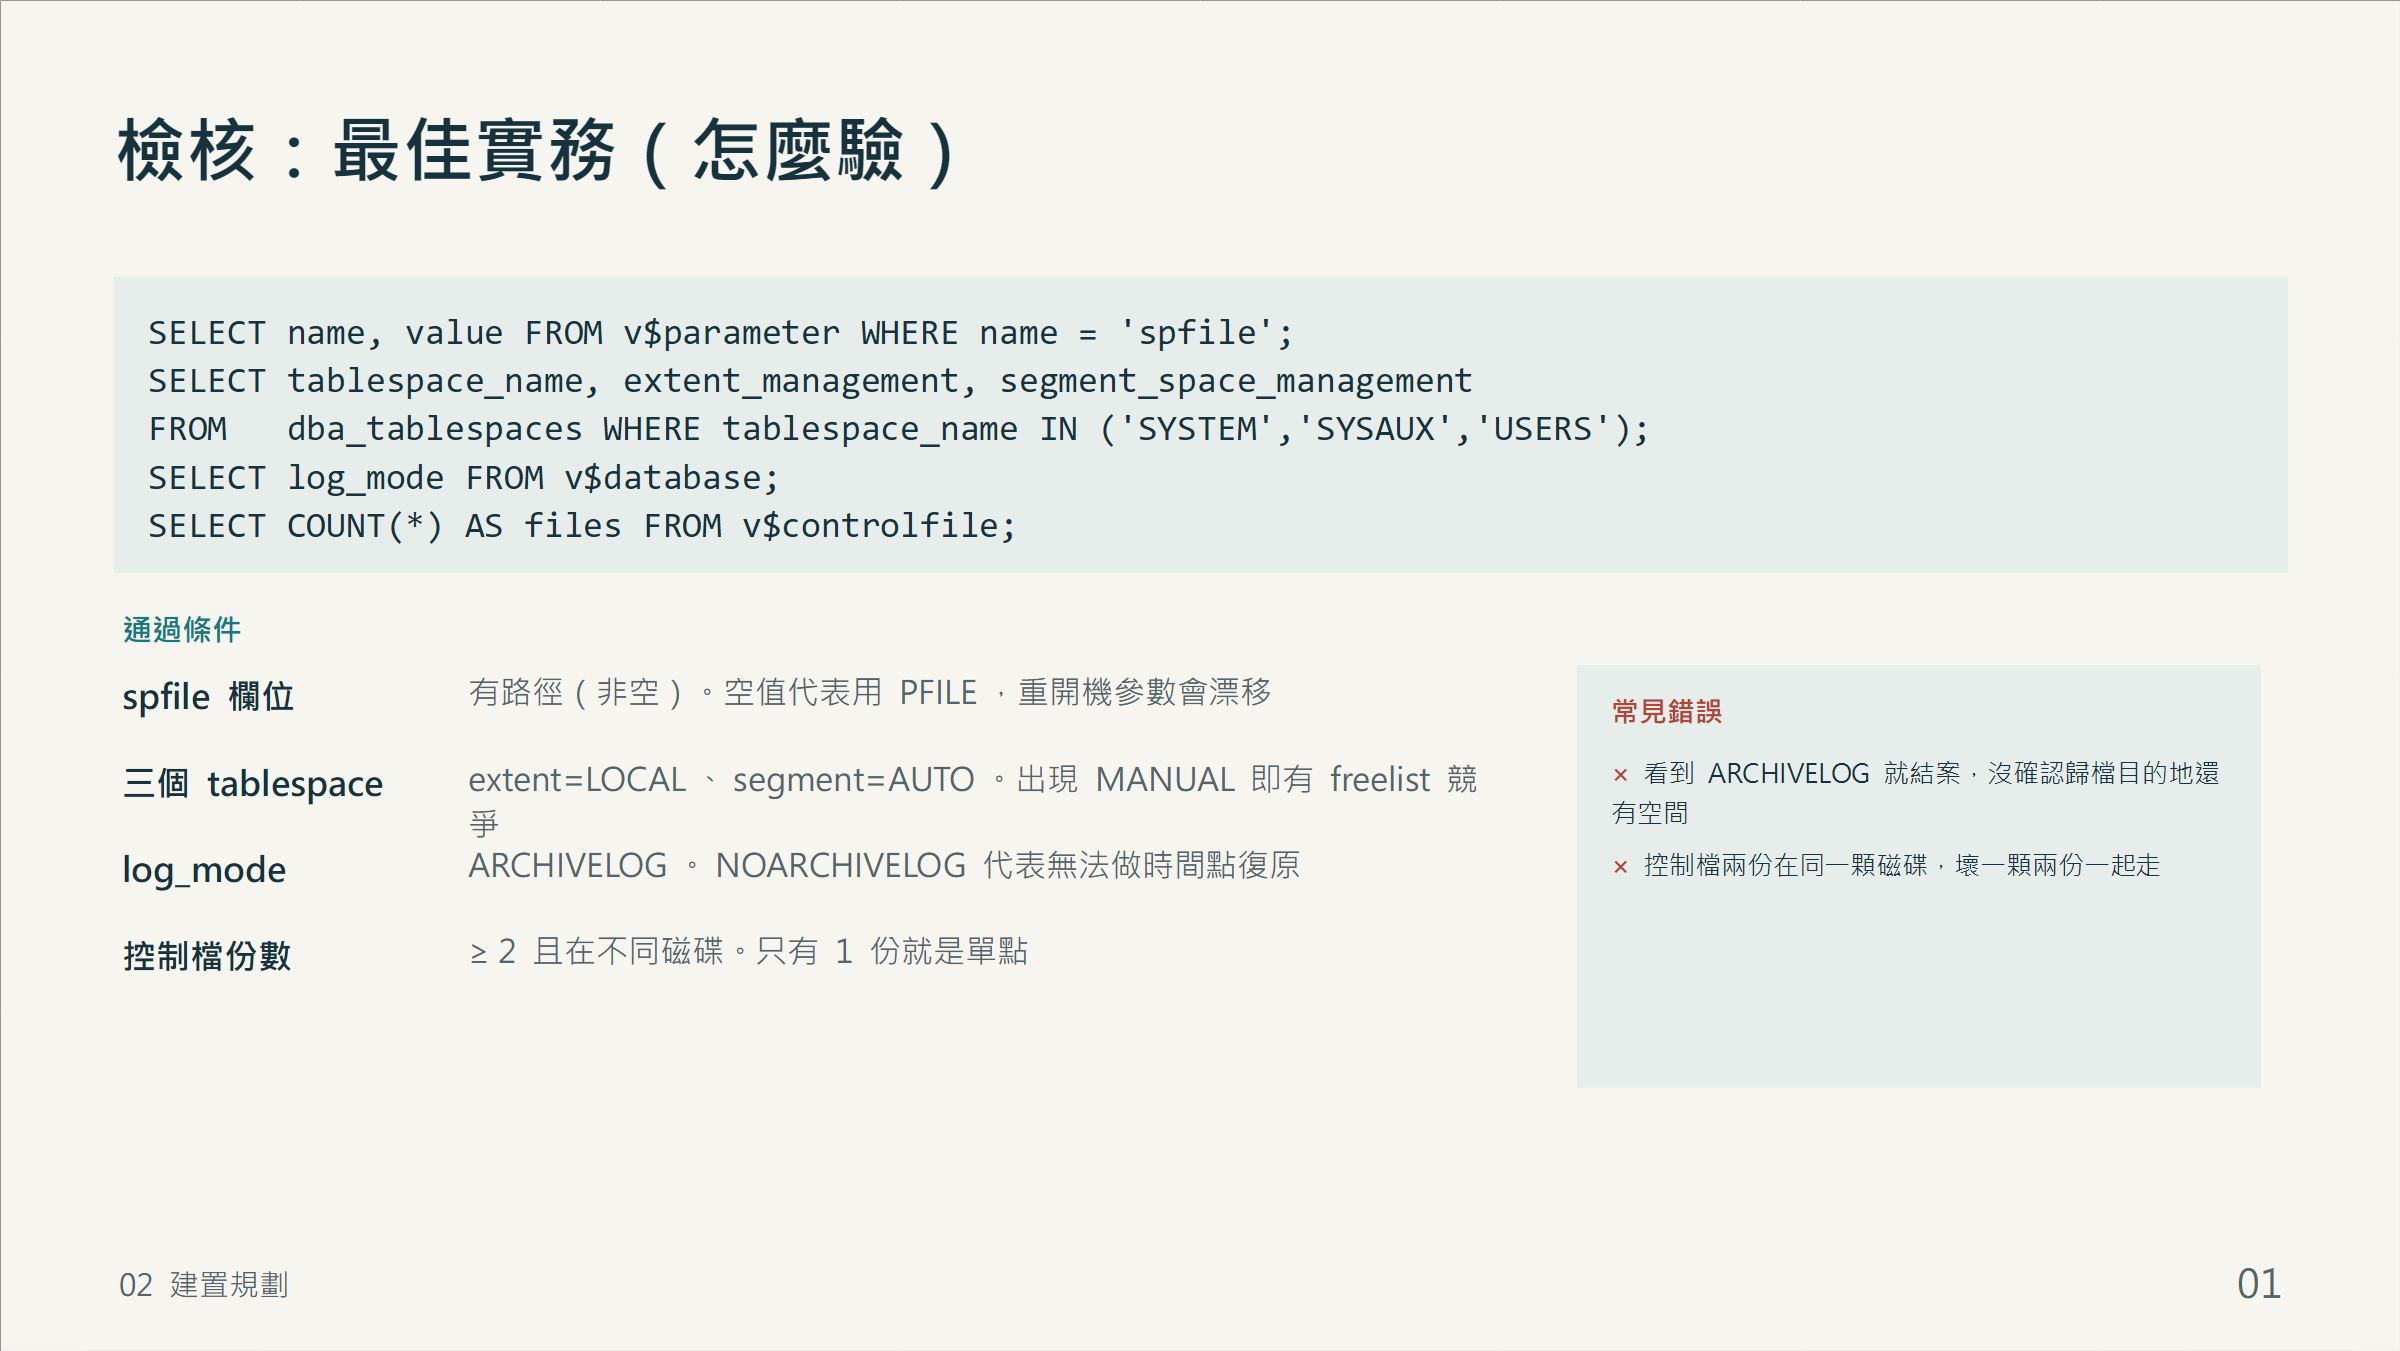 檢核：最佳實務（怎麼驗）
SELECT name, value FROM v$parameter WHERE name = 'spfile';
SELECT tablespace_name, extent_management, segment_space_management
FROM   dba_tablespaces WHERE tablespace_name IN ('SYSTEM','SYSAUX','USERS');
SELECT log_mode FROM v$database;
SELECT COUNT(*) AS files FROM v$controlfile;
通過條件
spfile 欄位
有路徑（非空）。空值代表用 PFILE，重開機參數會漂移
三個 tablespace
extent=LOCAL、segment=AUTO。出現 MANUAL 即有 freelist 競
爭
log_mode
ARCHIVELOG。NOARCHIVELOG 代表無法做時間點復原
控制檔份數
≥ 2 且在不同磁碟。只有 1 份就是單點
常見錯誤
× 看到 ARCHIVELOG 就結案，沒確認歸檔目的地還
有空間
× 控制檔兩份在同一顆磁碟，壞一顆兩份一起走
02 建置規劃
01